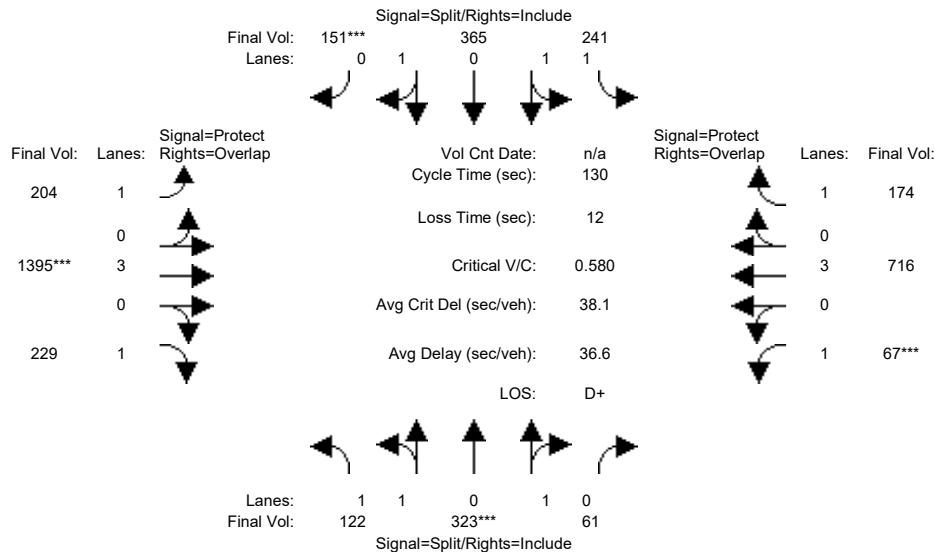 Signal=Split/Rights=Include
Final Vol: 151*** 365 241
Lanes: 0 1 0 1 1
Signal=Protect Signal=Protect
Final Vol: Lanes: Rights=Overlap Vol Cnt Date: n/a Rights=Overlap Lanes: Final Vol:
Cycle Time (sec): 130
204 1 1 174
Loss Time (sec): 12
0 0
1395*** 3 Critical V/C: 0.580 3 716
0 Avg Crit Del (sec/veh): 38.1 0
229 1 Avg Delay (sec/veh): 36.6 1 67***
LOS: D+
Lanes: 1 1 0 1 0
Final Vol: 122 323*** 61
Signal=Split/Rights=Include